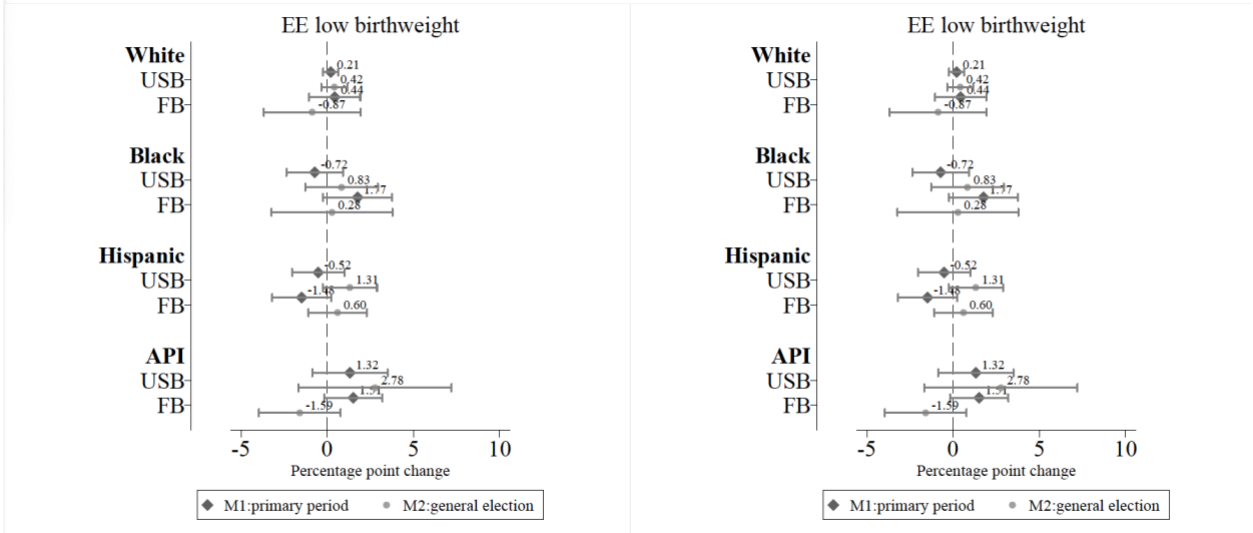 EE low birthweight
White
0.21
USB
0.42
0.44
FB
-0.87
Black
-0.72
USB
0.83
1.77
FB
0.28
Hispanic
-0.52
USB
1.31
-1.48
FB
0.60
API
1.32
USB
2.78
1.51
FB
-1.59
-5 0 5 10
Percentage point change
M1:primary period M2:general election
EE low birthweight
White
0.21
USB
0.42
0.44
FB
-0.87
Black
-0.72
USB
0.83
1.77
FB
0.28
Hispanic
-0.52
USB
1.31
-1.48
FB
0.60
API
1.32
USB
2.78
1.51
FB
-1.59
-5 0 5 10
Percentage point change
M1:primary period M2:general election